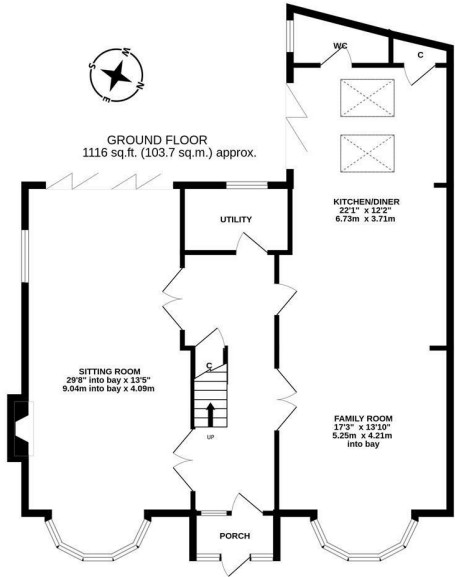 WC
C
W
N
S
E
GROUND FLOOR
1116 sq.ft. (103.7 sq.m.) approx.
KITCHEN/DINER
22'1" x 12'2"
6.73m x 3.71m
UTILITY
C
SITTING ROOM
29'8" into bay x 13'5"
9.04m into bay x 4.09m
UP
FAMILY ROOM
17'3" x 13'10"
5.25m x 4.21m
into bay
PORCH